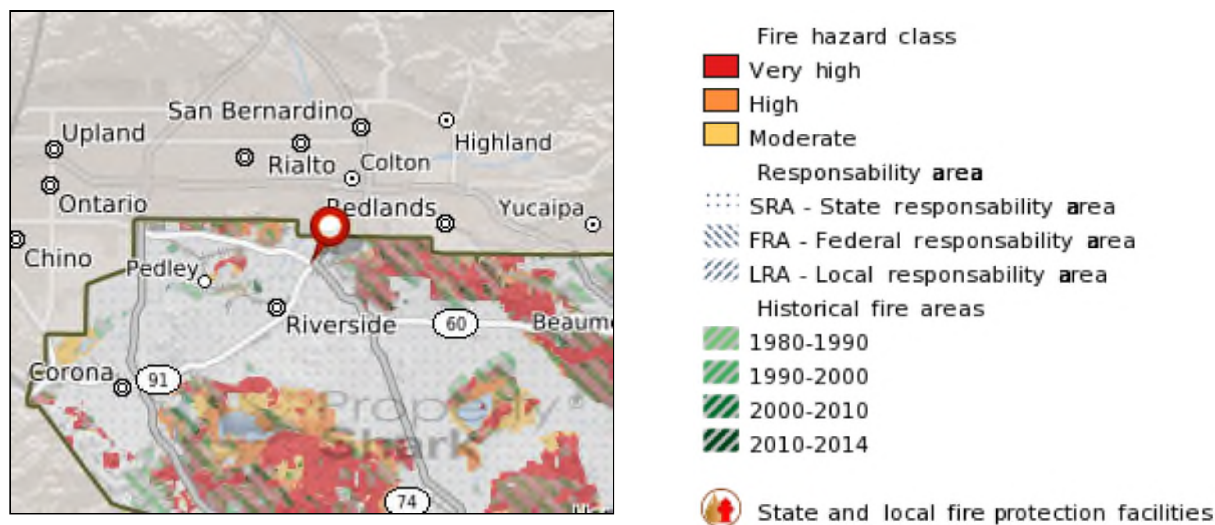 San Bernardino
Upland
Highland
Rialto
Colton
Ontario
Redlands
Yucaipa
Chino
Pedley
Riverside
60
Beaum
Corona
91
Property®
Shark
74
Fire hazard class
Very high
High
Moderate
Responsability area
SRA - State responsability area
FRA - Federal responsability area
LRA - Local responsability area
Historical fire areas
1980-1990
1990-2000
2000-2010
2010-2014
State and local fire protection facilities